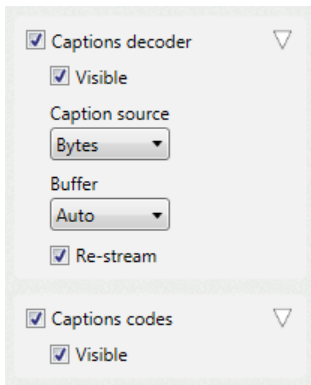 Captions decoder
Visible
Caption source
Bytes
Buffer
Auto
Re-stream
Captions codes
Visible